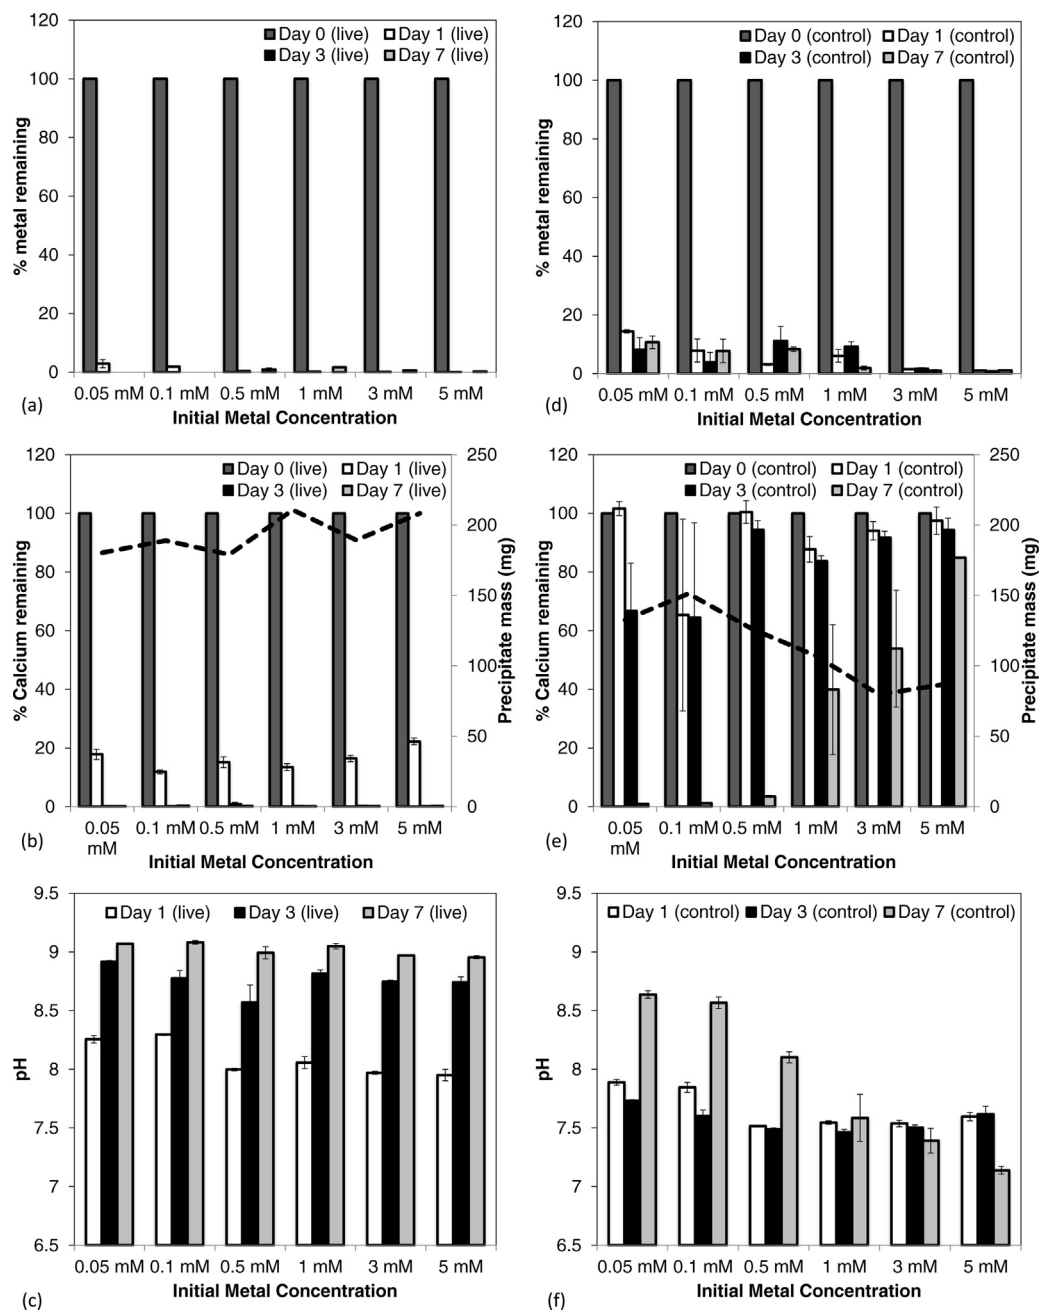 120
Day 0 (live) Day 1 (live)
Day 3 (live) Day 7 (live)
100
80
60
40
20
0
% metal remaining
0.05 mM 0.1 mM 0.5 mM 1 mM 3 mM 5 mM
Initial Metal Concentration
(a)
120
Day 0 (control) Day 1 (control)
Day 3 (control) Day 7 (control)
100
80
60
40
20
0
% metal remaining
0.05 mM 0.1 mM 0.5 mM 1 mM 3 mM 5 mM
Initial Metal Concentration
(d)
120
Day 0 (live) Day 1 (live)
Day 3 (live) Day 7 (live)
100
80
60
40
20
0
% Calcium remaining
250
200
150
100
50
0
Precipitate mass (mg)
0.05 mM 0.1 mM 0.5 mM 1 mM 3 mM 5 mM
Initial Metal Concentration
(b)
120
Day 0 (control) Day 1 (control)
Day 3 (control) Day 7 (control)
100
80
60
40
20
0
% Calcium remaining
250
200
150
100
50
0
Precipitate mass (mg)
0.05 mM 0.1 mM 0.5 mM 1 mM 3 mM 5 mM
Initial Metal Concentration
(e)
9.5
Day 1 (live) Day 3 (live) Day 7 (live)
9
8.5
8
7.5
7
6.5
pH
0.05 mM 0.1 mM 0.5 mM 1 mM 3 mM 5 mM
Initial Metal Concentration
(c)
9.5
Day 1 (control) Day 3 (control) Day 7 (control)
9
8.5
8
7.5
7
6.5
pH
0.05 mM 0.1 mM 0.5 mM 1 mM 3 mM 5 mM
Initial Metal Concentration
(f)